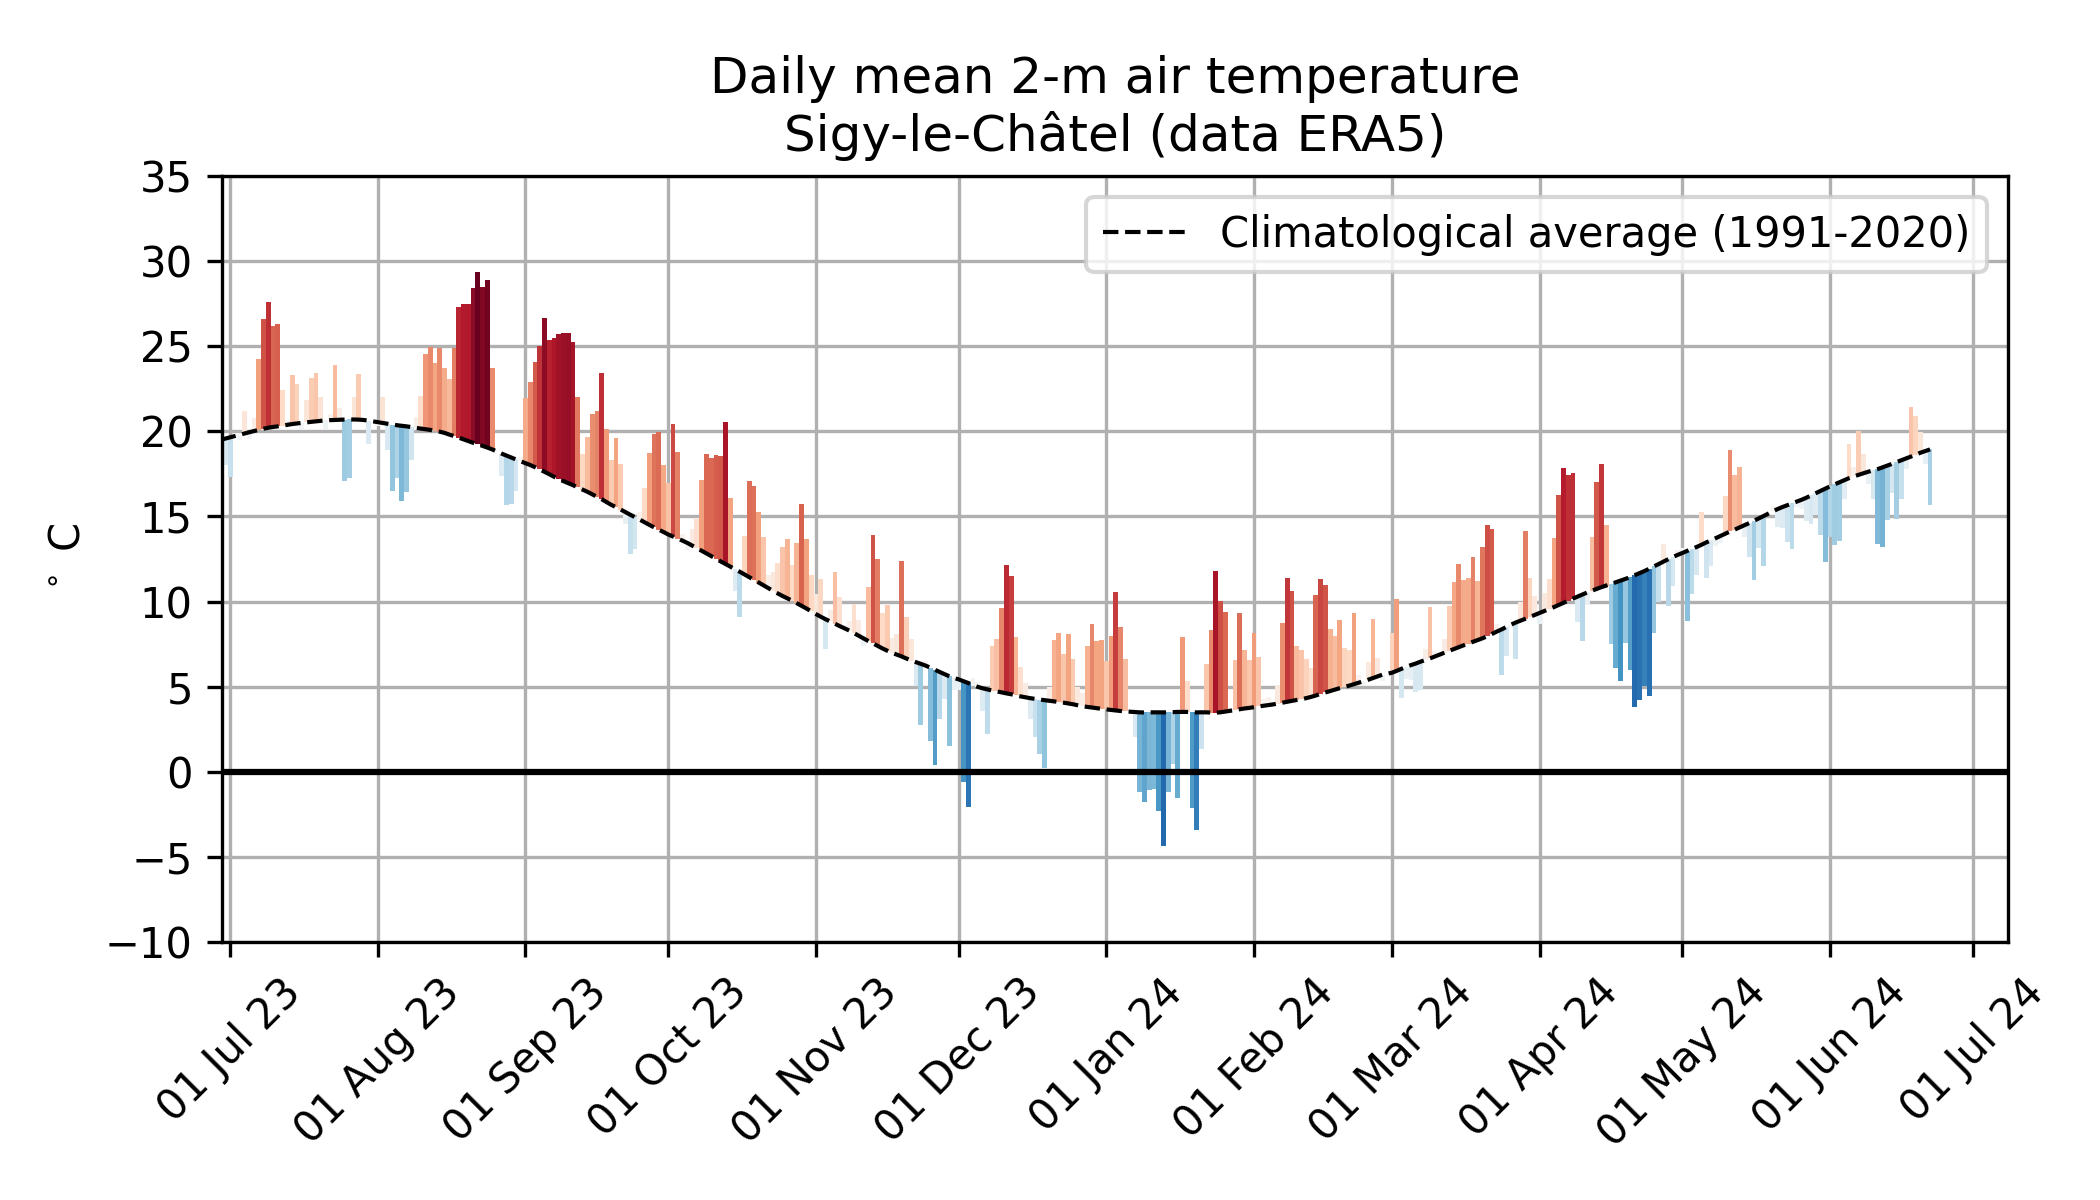 Daily mean 2-m air temperature
Sigy-le-Châtel (data ERA5)
Climatological average (1991-2020)
° C
35
30
25
20
15
10
5
0
−5
−10
01 Jul 23
01 Aug 23
01 Sep 23
01 Oct 23
01 Nov 23
01 Dec 23
01 Jan 24
01 Feb 24
01 Mar 24
01 Apr 24
01 May 24
01 Jun 24
01 Jul 24